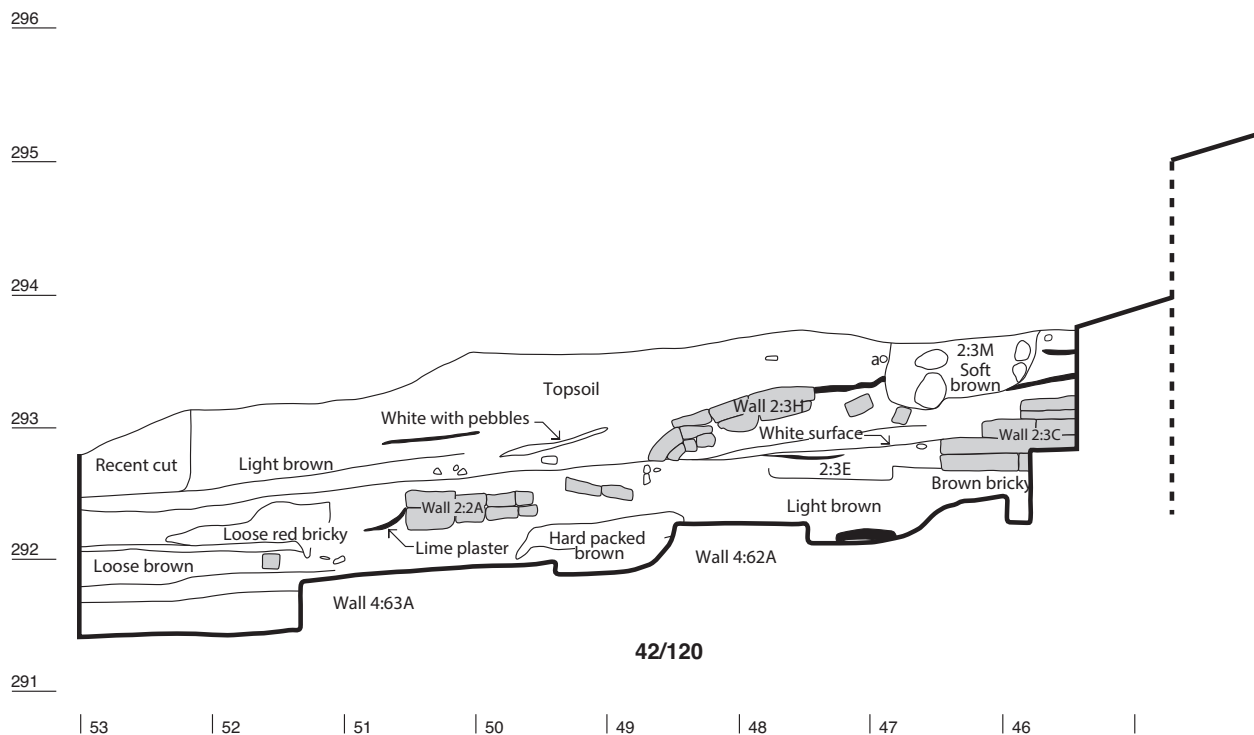 296
295
294
2:3M
Soft
brown
a
Topsoil
Wall 2:3H
White with pebbles
293
White surface
Wall 2:3C
Recent cut
Light brown
2:3E
Brown bricky
Wall 2:2A
Light brown
Loose red bricky
Lime plaster
Hard packed
brown
292
Loose brown
Wall 4:62A
Wall 4:63A
42/120
291
53
52
51
50
49
48
47
46